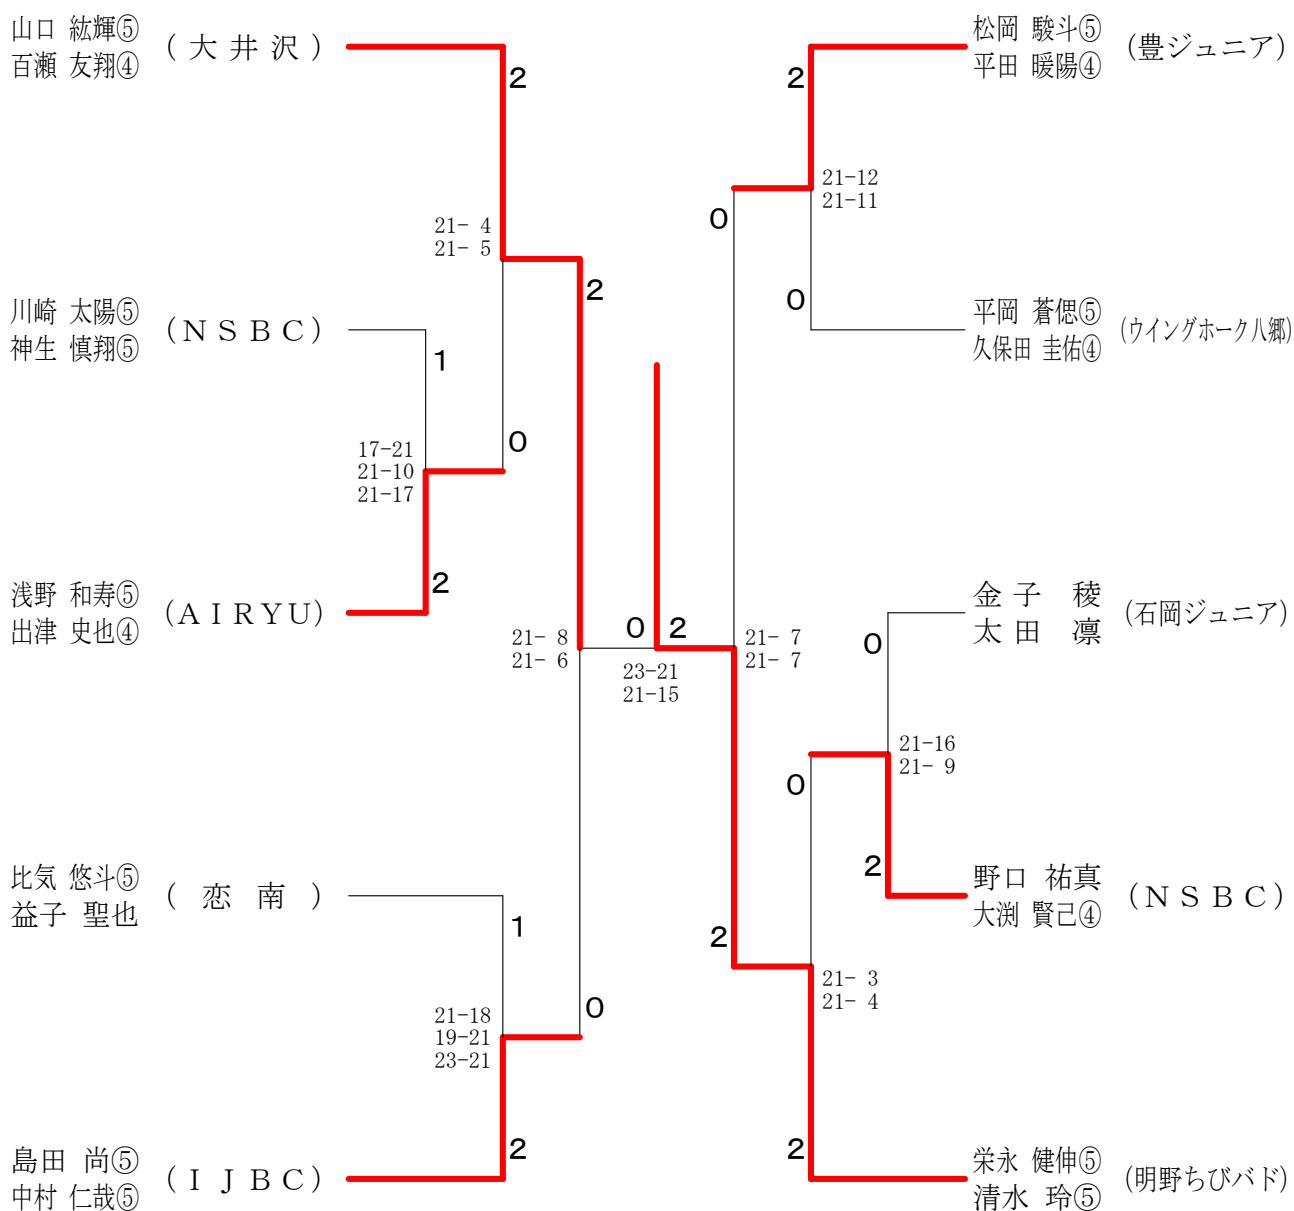 山口 紘輝⑤
百瀬 友翔④
(大井沢)
2
21- 4
21- 5
川崎 太陽⑤
神生 慎翔⑤
(NSBC)
1
2
0
17-21
21-10
21-17
浅野 和寿⑤
出津 史也④
(AIRYU)
2
21- 8
21- 6
0
2
23-21
21-15
比気 悠斗⑤
益子 聖也
(恋南)
1
0
21-18
19-21
23-21
島田 尚⑤
中村 仁哉⑤
(IJBC)
2
松岡 駿斗⑤
平田 暖陽④
(豊ジュニア)
2
21-12
21-11
0
0
平岡 蒼偲⑤
久保田 圭佑④
(ウイングホーク八郷)
21- 7
21- 7
金子 稜
太田 凛
(石岡ジュニア)
0
21-16
21- 9
0
2
野口 祐真
大渕 賢己④
(NSBC)
2
21- 3
21- 4
2
栄永 健伸⑤
清水 玲⑤
(明野ちびバド)